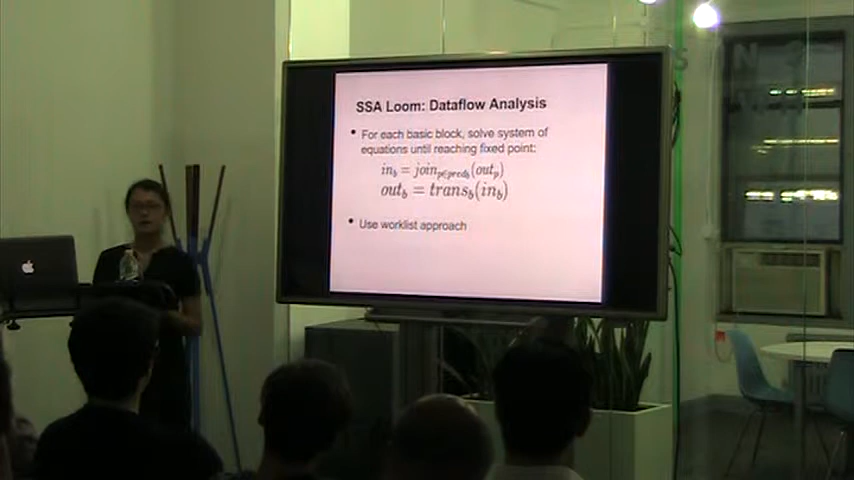 SSA Loom: Dataflow Analysis
• For each basic block, solve system of
equations until reaching fixed point:
in_b = join_{p∈pred_b}(out_p)
out_b = trans_b(in_b)
• Use worklist approach